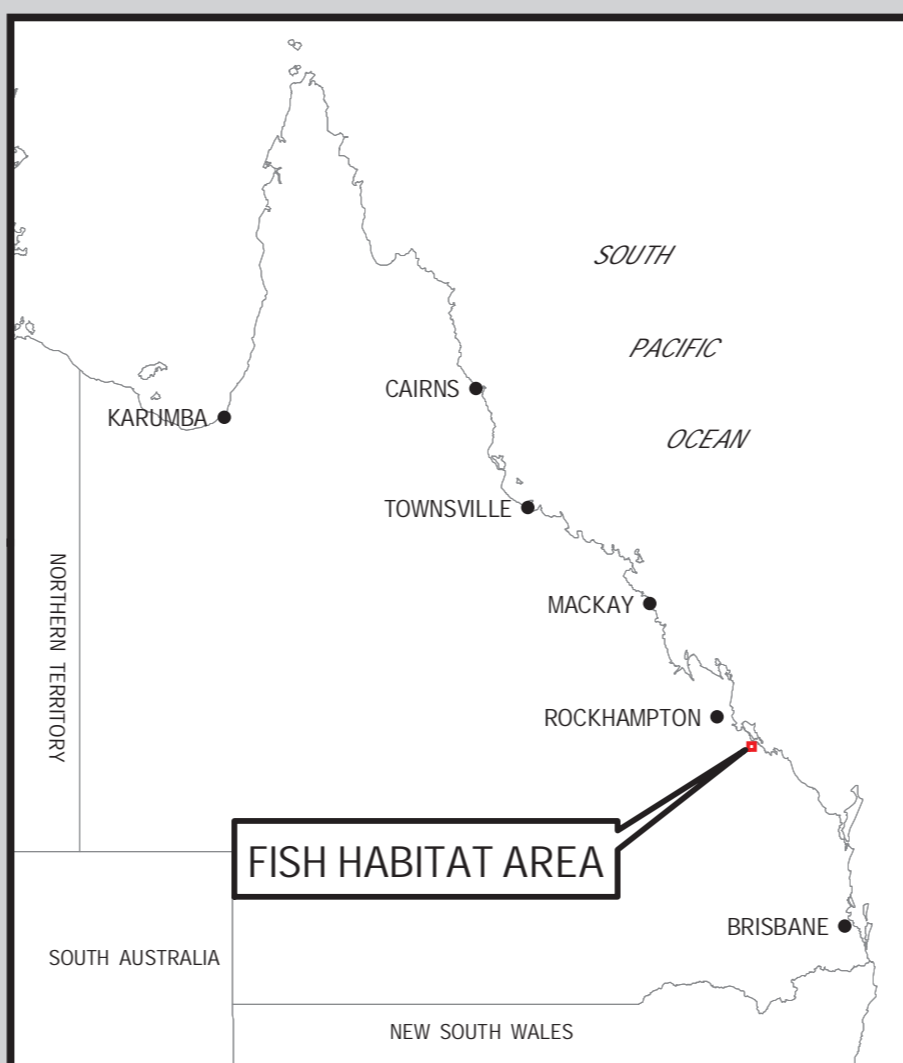 SOUTH
PACIFIC
OCEAN
CAIRNS
KARUMBA
TOWNSVILLE
NORTHERN TERRITORY
MACKAY
ROCKHAMPTON
FISH HABITAT AREA
BRISBANE
SOUTH AUSTRALIA
NEW SOUTH WALES